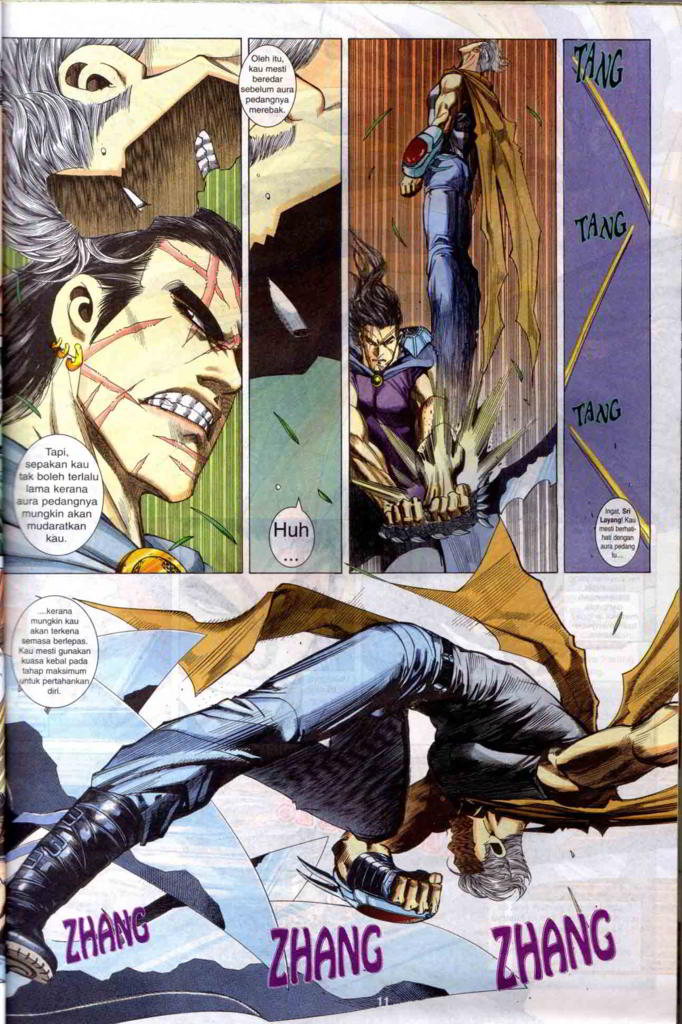 Tapi,
sepakan kau
tak boleh terlalu
lama kerana
aura pedangnya
mungkin akan
mudaratkan
kau.
Oleh itu,
kau mesti
beredar
sebelum aura
pedangnya
merebak.
Huh
...
TANG
TANG
TANG
Ingat, Sri
Layang! Kau
mesti berhati-
hati dengan
aura pedang
tu...
...kerana
mungkin kau
akan terkena
semasa berlepas.
Kau mesti gunakan
kuasa kebal pada
tahap maksimum
untuk pertahankan
diri.
ZHANG
ZHANG
ZHANG
11